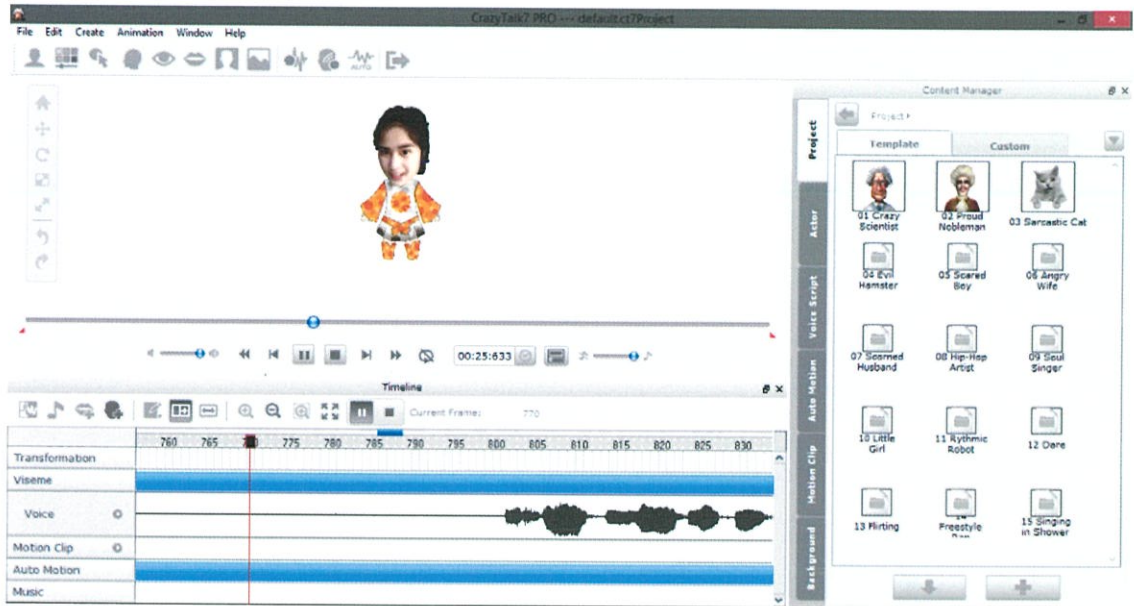 CrazyTalk7 PRO --- default.ct7Project
File Edit Create Animation Window Help
AUTO
Content Manager
Project
Template Custom
Project
Actor
Voice Script
Auto Motion
Motion Clip
Background
01 Crazy
Scientist
02 Proud
Nobleman
03 Sarcastic Cat
04 Evil
Hamster
05 Scared
Boy
06 Angry
Wife
07 Scorned
Husband
08 Hip-Hop
Artist
09 Soul
Singer
10 Little
Girl
11 Rythmic
Robot
12 Dare
13 Flirting
Freestyle
15 Singing
in Shower
00:25:633
Timeline
Current Frame: 770
760 765 775 780 785 790 795 800 805 810 815 820 825 830
Transformation
Viseme
Voice
Motion Clip
Auto Motion
Music